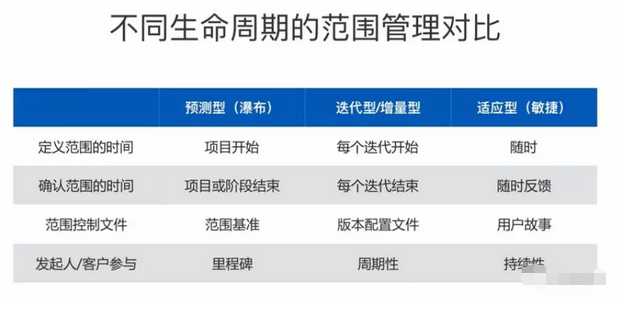 不同生命周期的范围管理对比
预测型（瀑布） 迭代型/增量型 适应型（敏捷）
定义范围的时间 项目开始 每个迭代开始 随时
确认范围的时间 项目或阶段结束 每个迭代结束 随时反馈
范围控制文件 范围基准 版本配置文件 用户故事
发起人/客户参与 里程碑 周期性 持续性